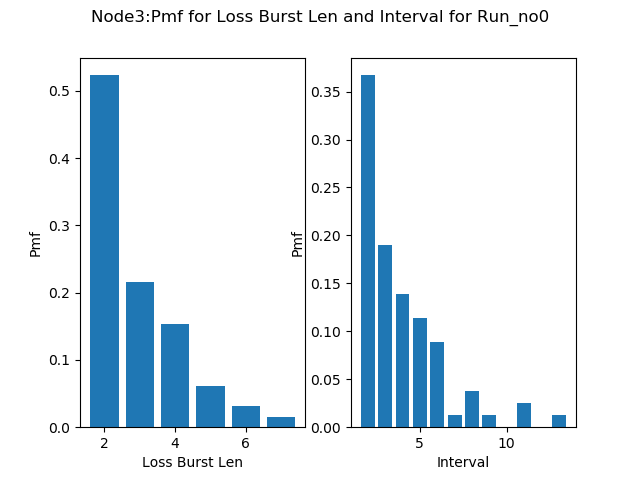 Node3:Pmf for Loss Burst Len and Interval for Run_no0
0.5
0.4
0.3
0.2
0.1
0.0
Pmf
2 4 6
Loss Burst Len
0.35
0.30
0.25
0.20
0.15
0.10
0.05
0.00
Pmf
5 10
Interval